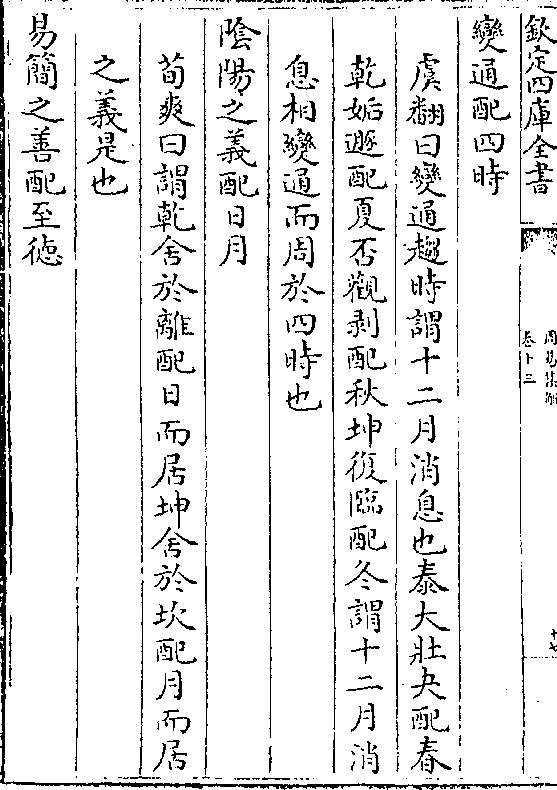 欽定四庫全書
周易集解
卷十三
十七
變通配四時
虞翻曰變通趨時謂十二月消息也泰大壯夬配春
乾姤遯配夏否觀剥配秋坤復臨配冬謂十二月消
息相變通而周於四時也
陰陽之義配日月
荀爽曰謂乾舍於離配日而居坤舍於坎配月而居
之義是也
易簡之善配至徳